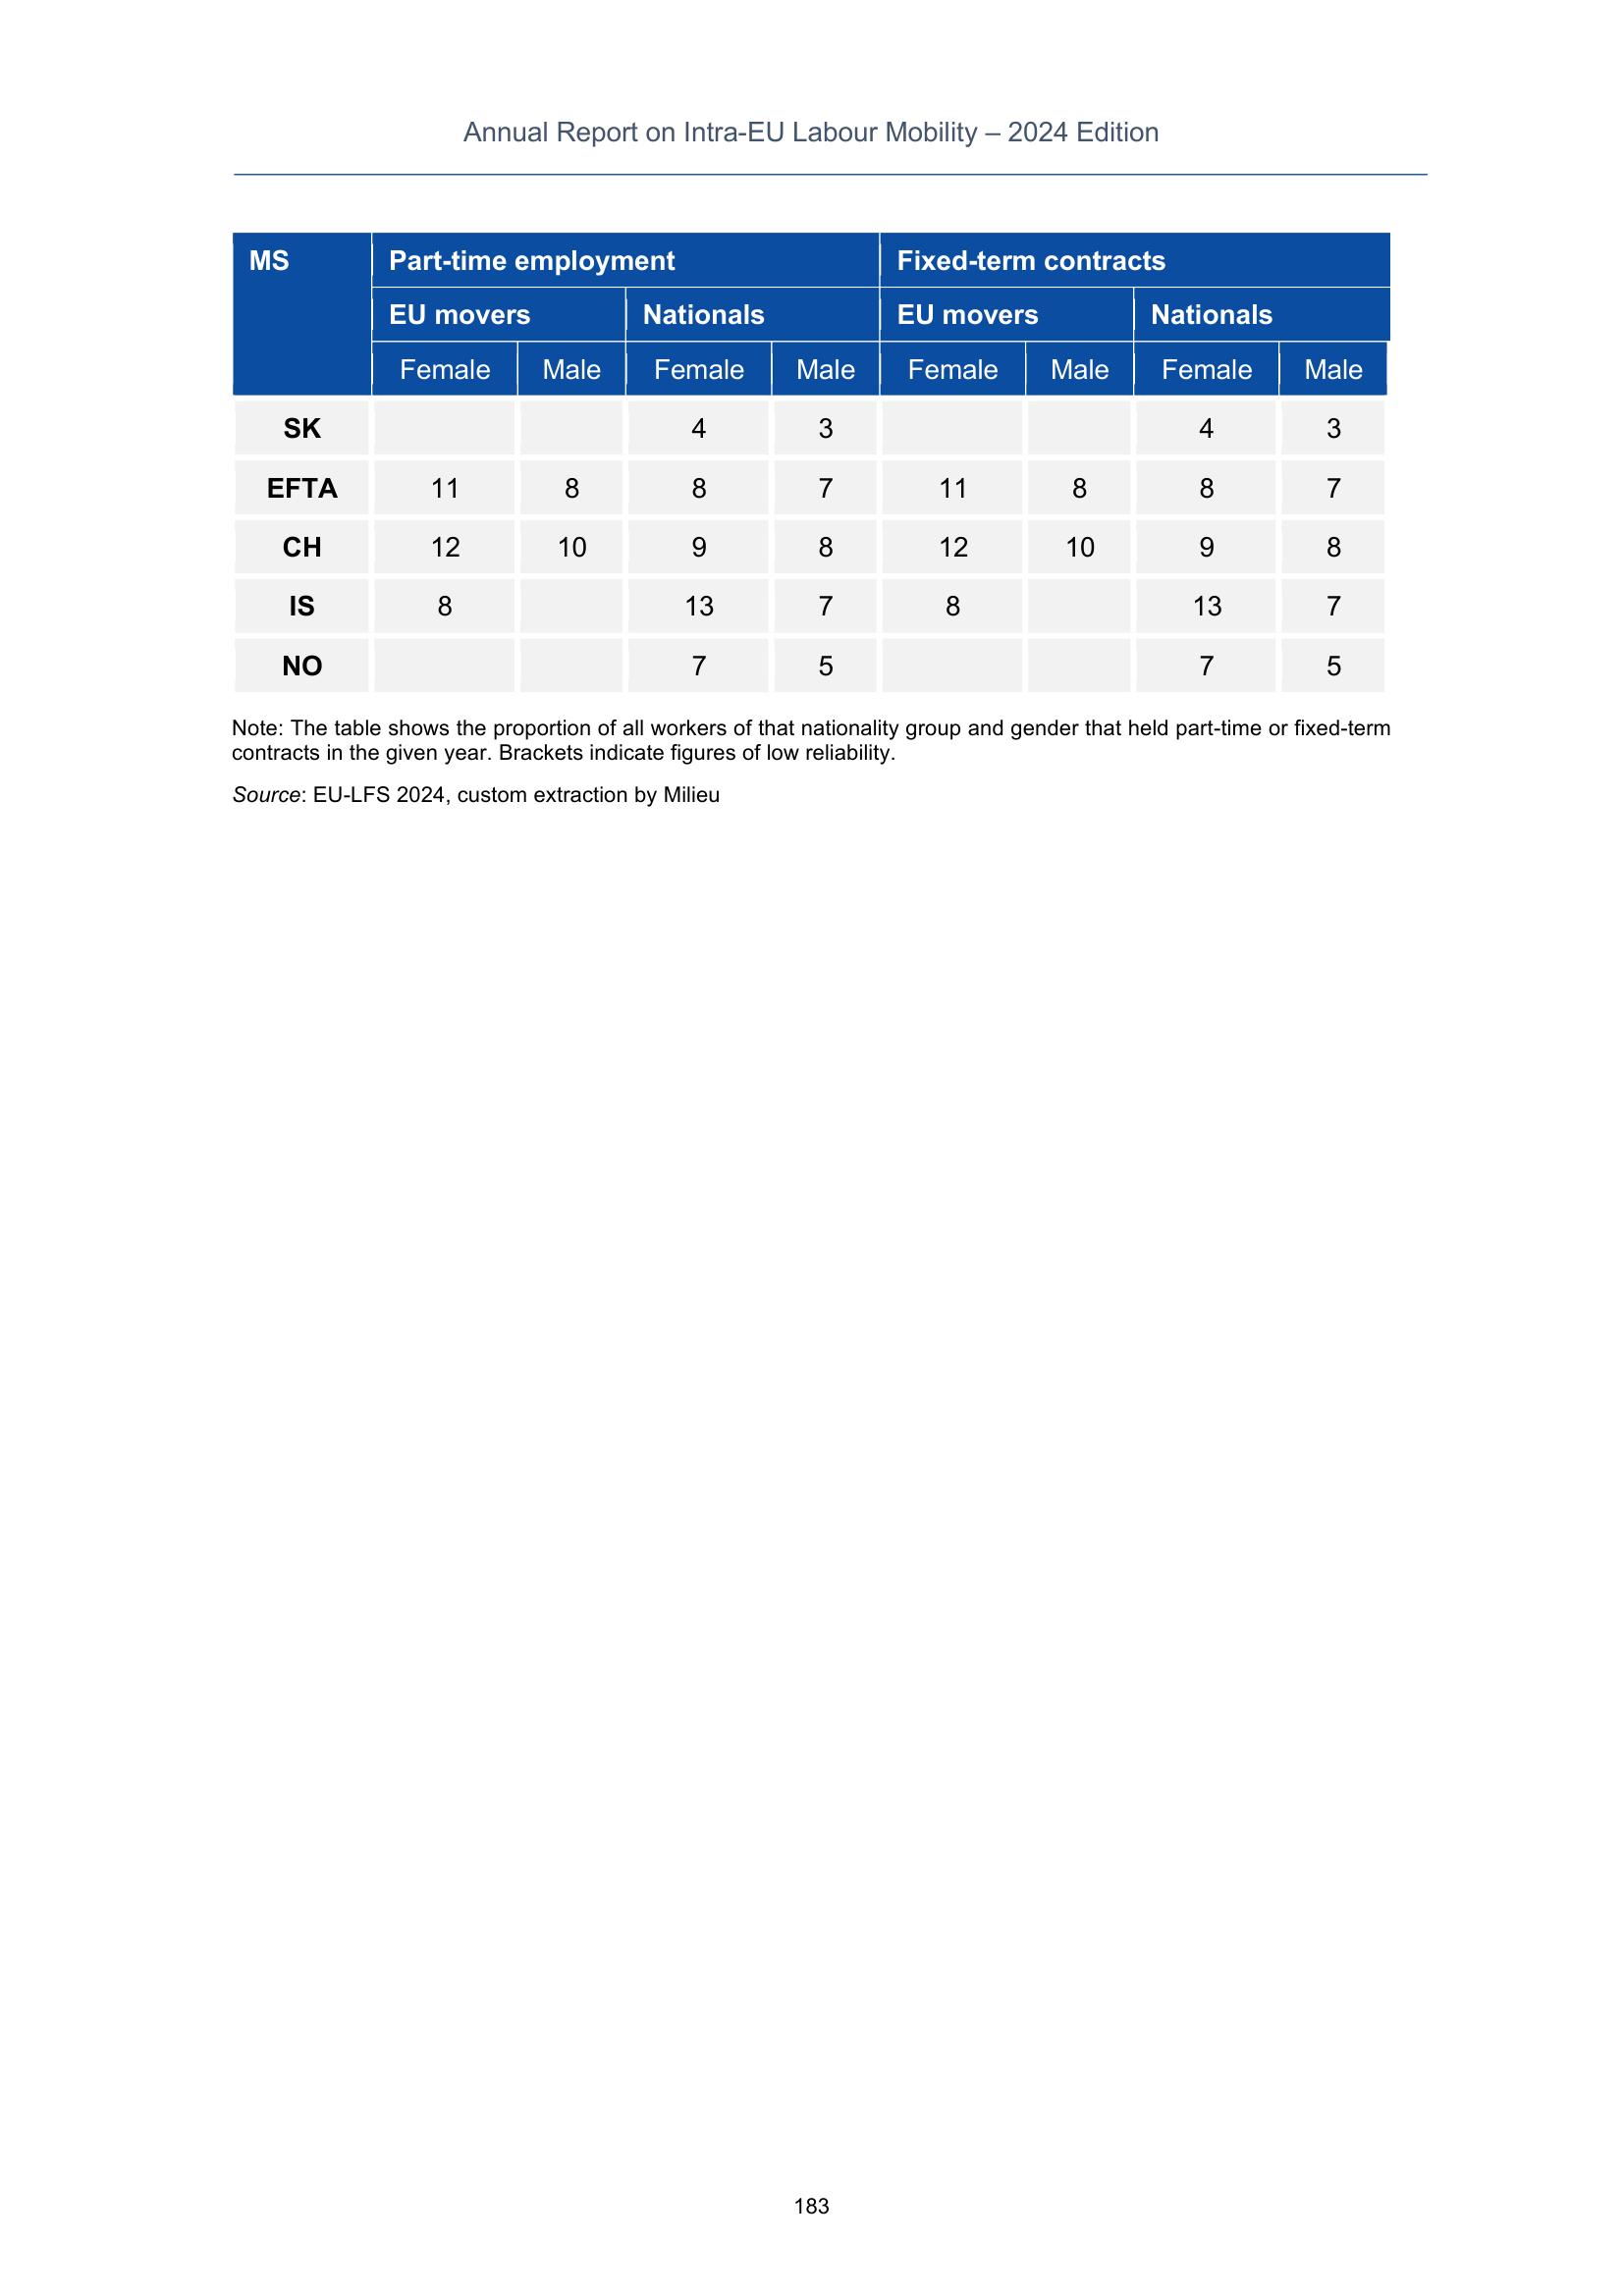 Annual Report on Intra-EU Labour Mobility – 2024 Edition
MS Part-time employment Fixed-term contracts
EU movers Nationals EU movers Nationals
Female Male Female Male Female Male Female Male
SK 4 3 4 3
EFTA 11 8 8 7 11 8 8 7
CH 12 10 9 8 12 10 9 8
IS 8 13 7 8 13 7
NO 7 5 7 5
Note: The table shows the proportion of all workers of that nationality group and gender that held part-time or fixed-term
contracts in the given year. Brackets indicate figures of low reliability.
Source: EU-LFS 2024, custom extraction by Milieu
183